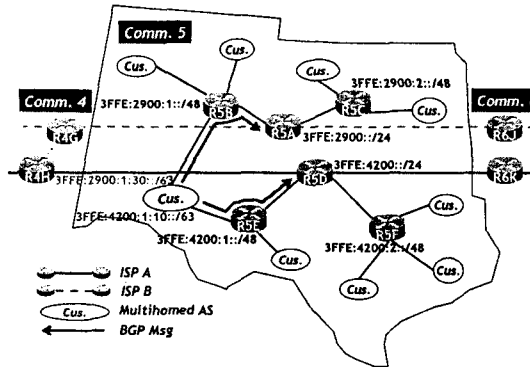 Comm. 5
Cus.
Cus.
Cus.
3FFE:2900:2::/48
3FFE:2900:1::/48
R5B
R5C
Cus.
Comm. 4
Comm.
R4G
R5A
R6J
3FFE:2900::/24
R4H
3FFE:2900:1:30::/63
R5D
3FFE:4200::/24
R6K
Cus.
3FFE:4200:1:10::/63
R5E
Cus.
3FFE:4200:1::/48
R5F
3FFE:4200:2::/48
Cus.
Cus.
Cus.
ISP A
ISP B
Cus.
Multihomed AS
BGP Msg